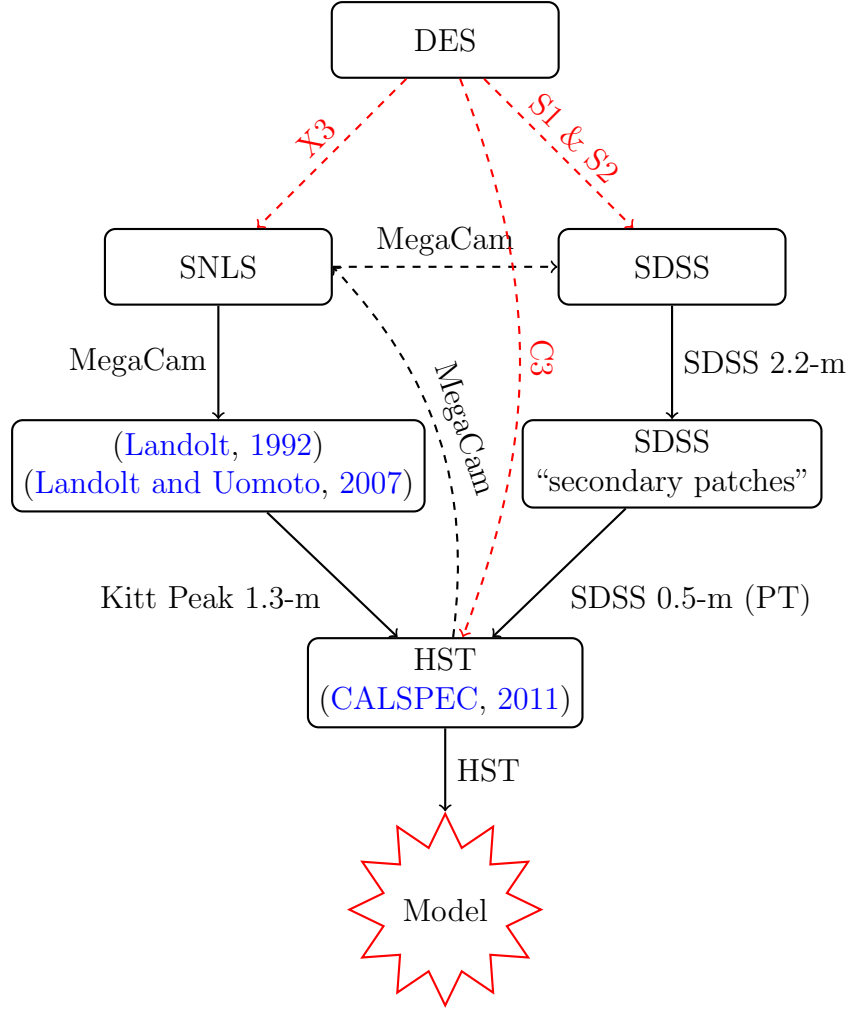 DES
X3
S1 & S2
MegaCam
SNLS
SDSS
MegaCam
C3
SDSS 2.2-m
MegaCam
(Landolt, 1992)
(Landolt and Uomoto, 2007)
SDSS
“secondary patches”
Kitt Peak 1.3-m
SDSS 0.5-m (PT)
HST
(CALSPEC, 2011)
HST
Model